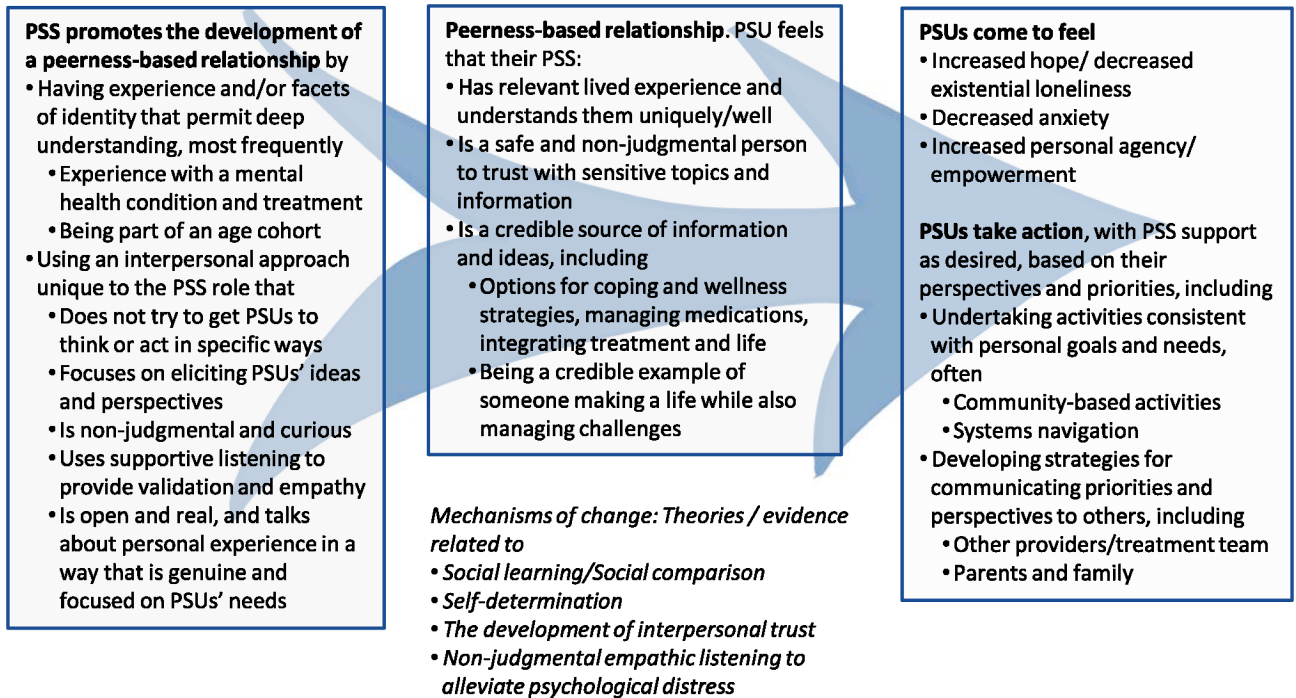 PSS promotes the development of
a peerness-based relationship by
• Having experience and/or facets
of identity that permit deep
understanding, most frequently
• Experience with a mental
health condition and treatment
• Being part of an age cohort
• Using an interpersonal approach
unique to the PSS role that
• Does not try to get PSUs to
think or act in specific ways
• Focuses on eliciting PSUs’ ideas
and perspectives
• Is non-judgmental and curious
• Uses supportive listening to
provide validation and empathy
• Is open and real, and talks
about personal experience in a
way that is genuine and
focused on PSUs’ needs
Peerness-based relationship. PSU feels
that their PSS:
• Has relevant lived experience and
understands them uniquely/well
• Is a safe and non-judgmental person
to trust with sensitive topics and
information
• Is a credible source of information
and ideas, including
• Options for coping and wellness
strategies, managing medications,
integrating treatment and life
• Being a credible example of
someone making a life while also
managing challenges
Mechanisms of change: Theories / evidence
related to
• Social learning/Social comparison
• Self-determination
• The development of interpersonal trust
• Non-judgmental empathic listening to
alleviate psychological distress
PSUs come to feel
• Increased hope/ decreased
existential loneliness
• Decreased anxiety
• Increased personal agency/
empowerment
PSUs take action, with PSS support
as desired, based on their
perspectives and priorities, including
• Undertaking activities consistent
with personal goals and needs,
often
• Community-based activities
• Systems navigation
• Developing strategies for
communicating priorities and
perspectives to others, including
• Other providers/treatment team
• Parents and family